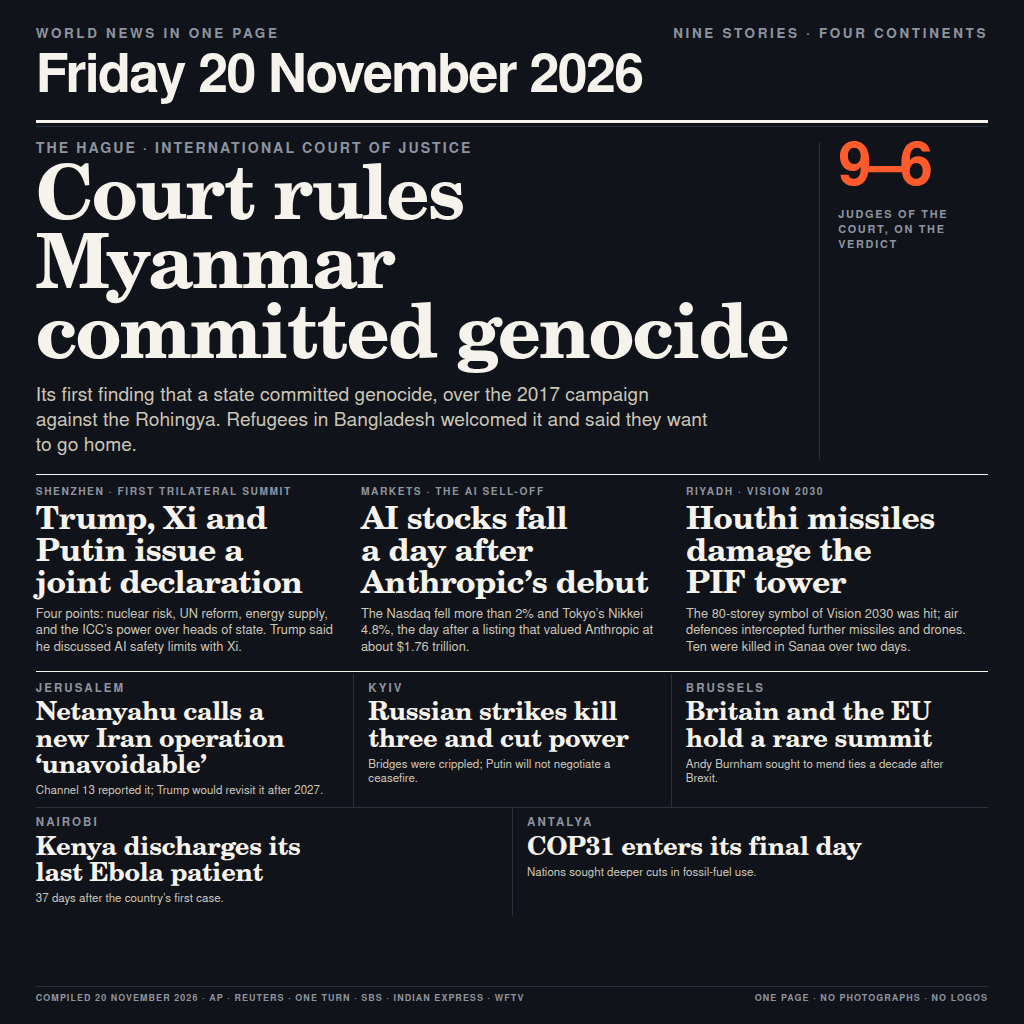 WORLD NEWS IN ONE PAGE
NINE STORIES · FOUR CONTINENTS
Friday 20 November 2026
THE HAGUE · INTERNATIONAL COURT OF JUSTICE
Court rules
Myanmar
committed genocide
Its first finding that a state committed genocide, over the 2017 campaign
against the Rohingya. Refugees in Bangladesh welcomed it and said they want
to go home.
9–6
JUDGES OF THE
COURT, ON THE
VERDICT
SHENZHEN · FIRST TRILATERAL SUMMIT
Trump, Xi and
Putin issue a
joint declaration
Four points: nuclear risk, UN reform, energy supply,
and the ICC’s power over heads of state. Trump said
he discussed AI safety limits with Xi.
MARKETS · THE AI SELL-OFF
AI stocks fall
a day after
Anthropic’s debut
The Nasdaq fell more than 2% and Tokyo’s Nikkei
4.8%, the day after a listing that valued Anthropic at
about $1.76 trillion.
RIYADH · VISION 2030
Houthi missiles
damage the
PIF tower
The 80-storey symbol of Vision 2030 was hit; air
defences intercepted further missiles and drones.
Ten were killed in Sanaa over two days.
JERUSALEM
Netanyahu calls a
new Iran operation
‘unavoidable’
Channel 13 reported it; Trump would revisit it after 2027.
KYIV
Russian strikes kill
three and cut power
Bridges were crippled; Putin will not negotiate a
ceasefire.
BRUSSELS
Britain and the EU
hold a rare summit
Andy Burnham sought to mend ties a decade after
Brexit.
NAIROBI
Kenya discharges its
last Ebola patient
37 days after the country’s first case.
ANTALYA
COP31 enters its final day
Nations sought deeper cuts in fossil-fuel use.
COMPILED 20 NOVEMBER 2026 · AP · REUTERS · ONE TURN · SBS · INDIAN EXPRESS · WFTV
ONE PAGE · NO PHOTOGRAPHS · NO LOGOS